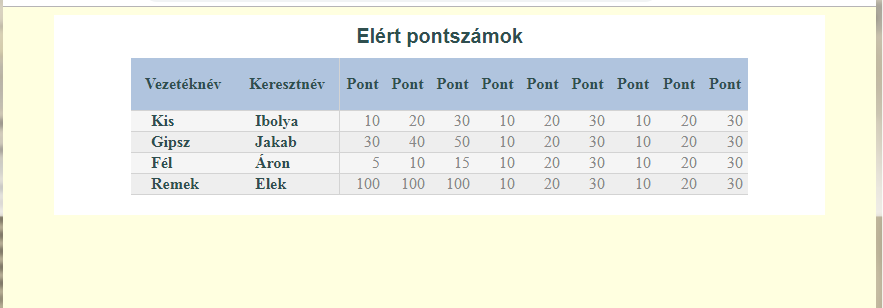 Elért pontszámok
Vezetéknév Keresztnév Pont Pont Pont Pont Pont Pont Pont Pont Pont
Kis Ibolya 10 20 30 10 20 30 10 20 30
Gipsz Jakab 30 40 50 10 20 30 10 20 30
Fél Áron 5 10 15 10 20 30 10 20 30
Remek Elek 100 100 100 10 20 30 10 20 30